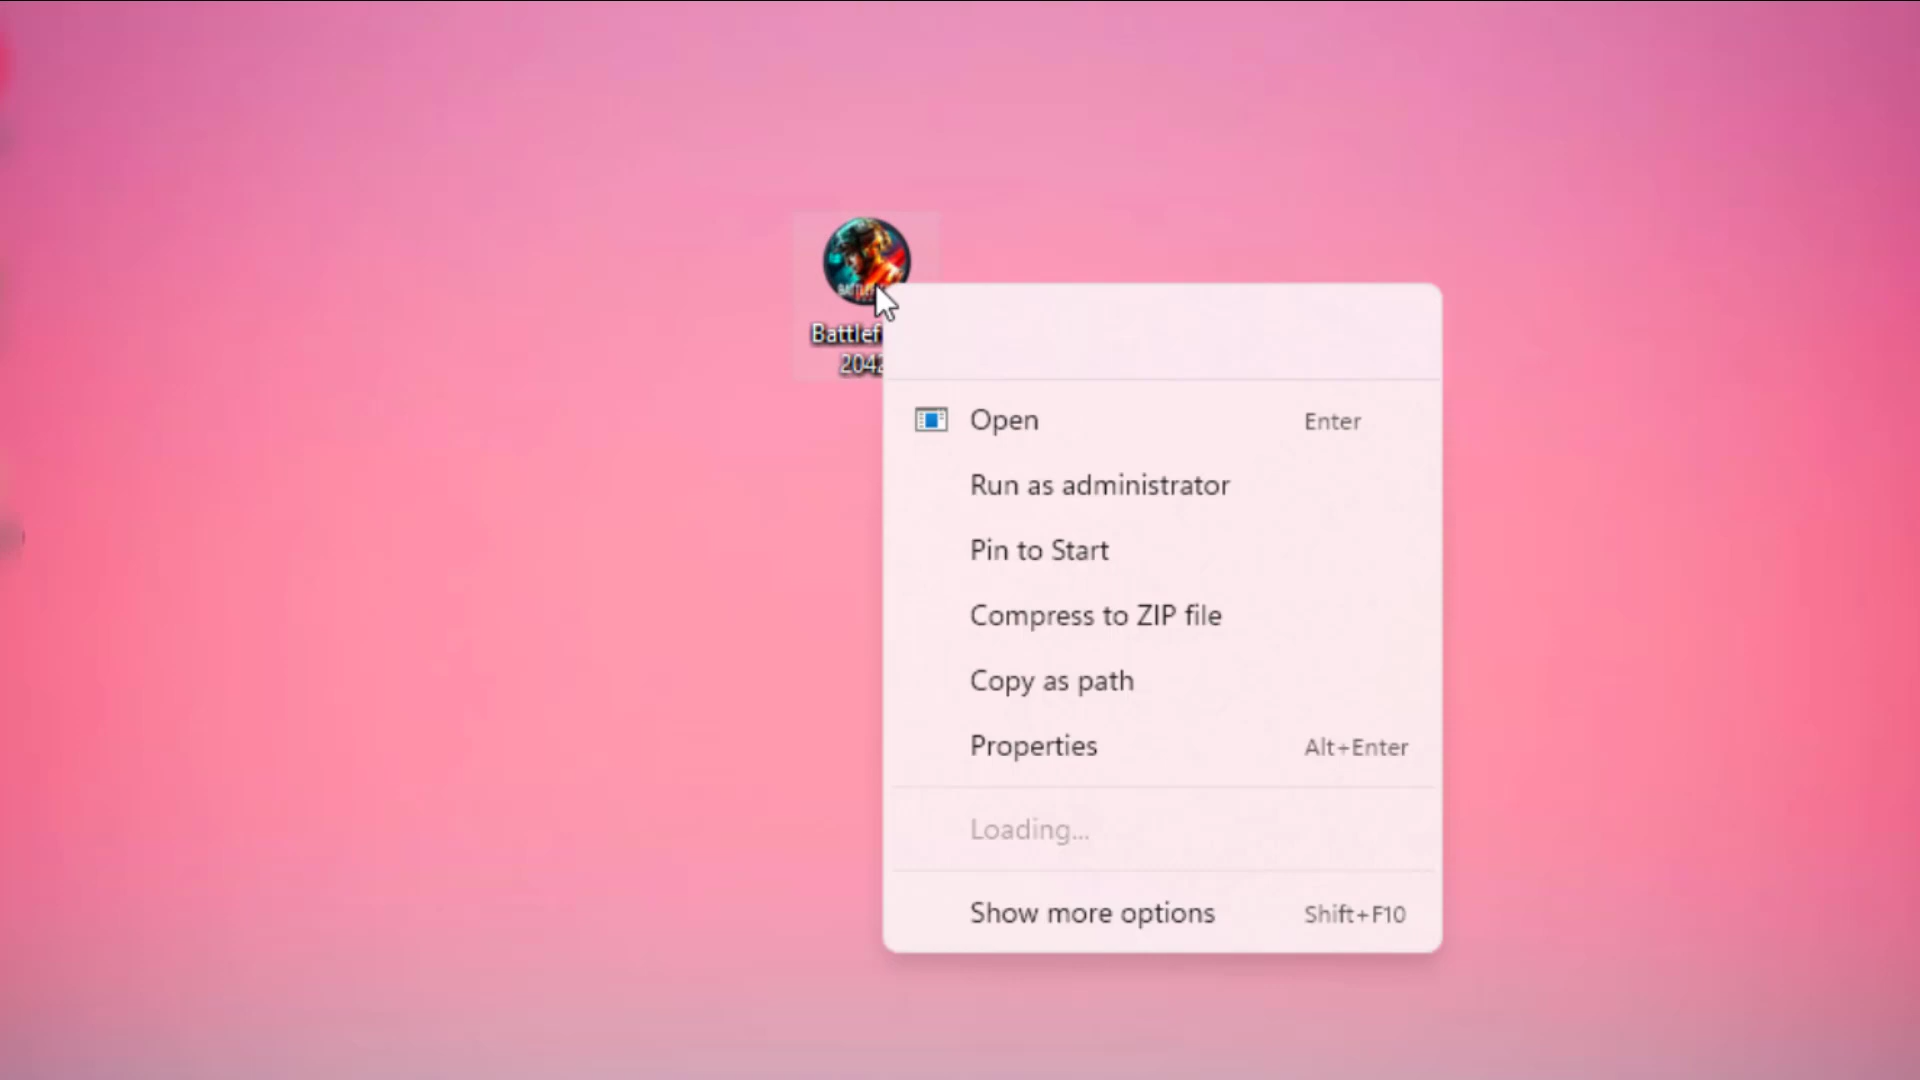 Battlef
2042
Open Enter
Run as administrator
Pin to Start
Compress to ZIP file
Copy as path
Properties Alt+Enter
Loading...
Show more options Shift+F10